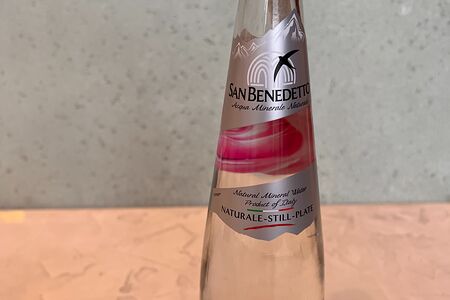 SAN BENEDETTO
Acqua Minerale Naturale
Natural Mineral Water
Product of Italy
NATURALE-STILL-PLATE